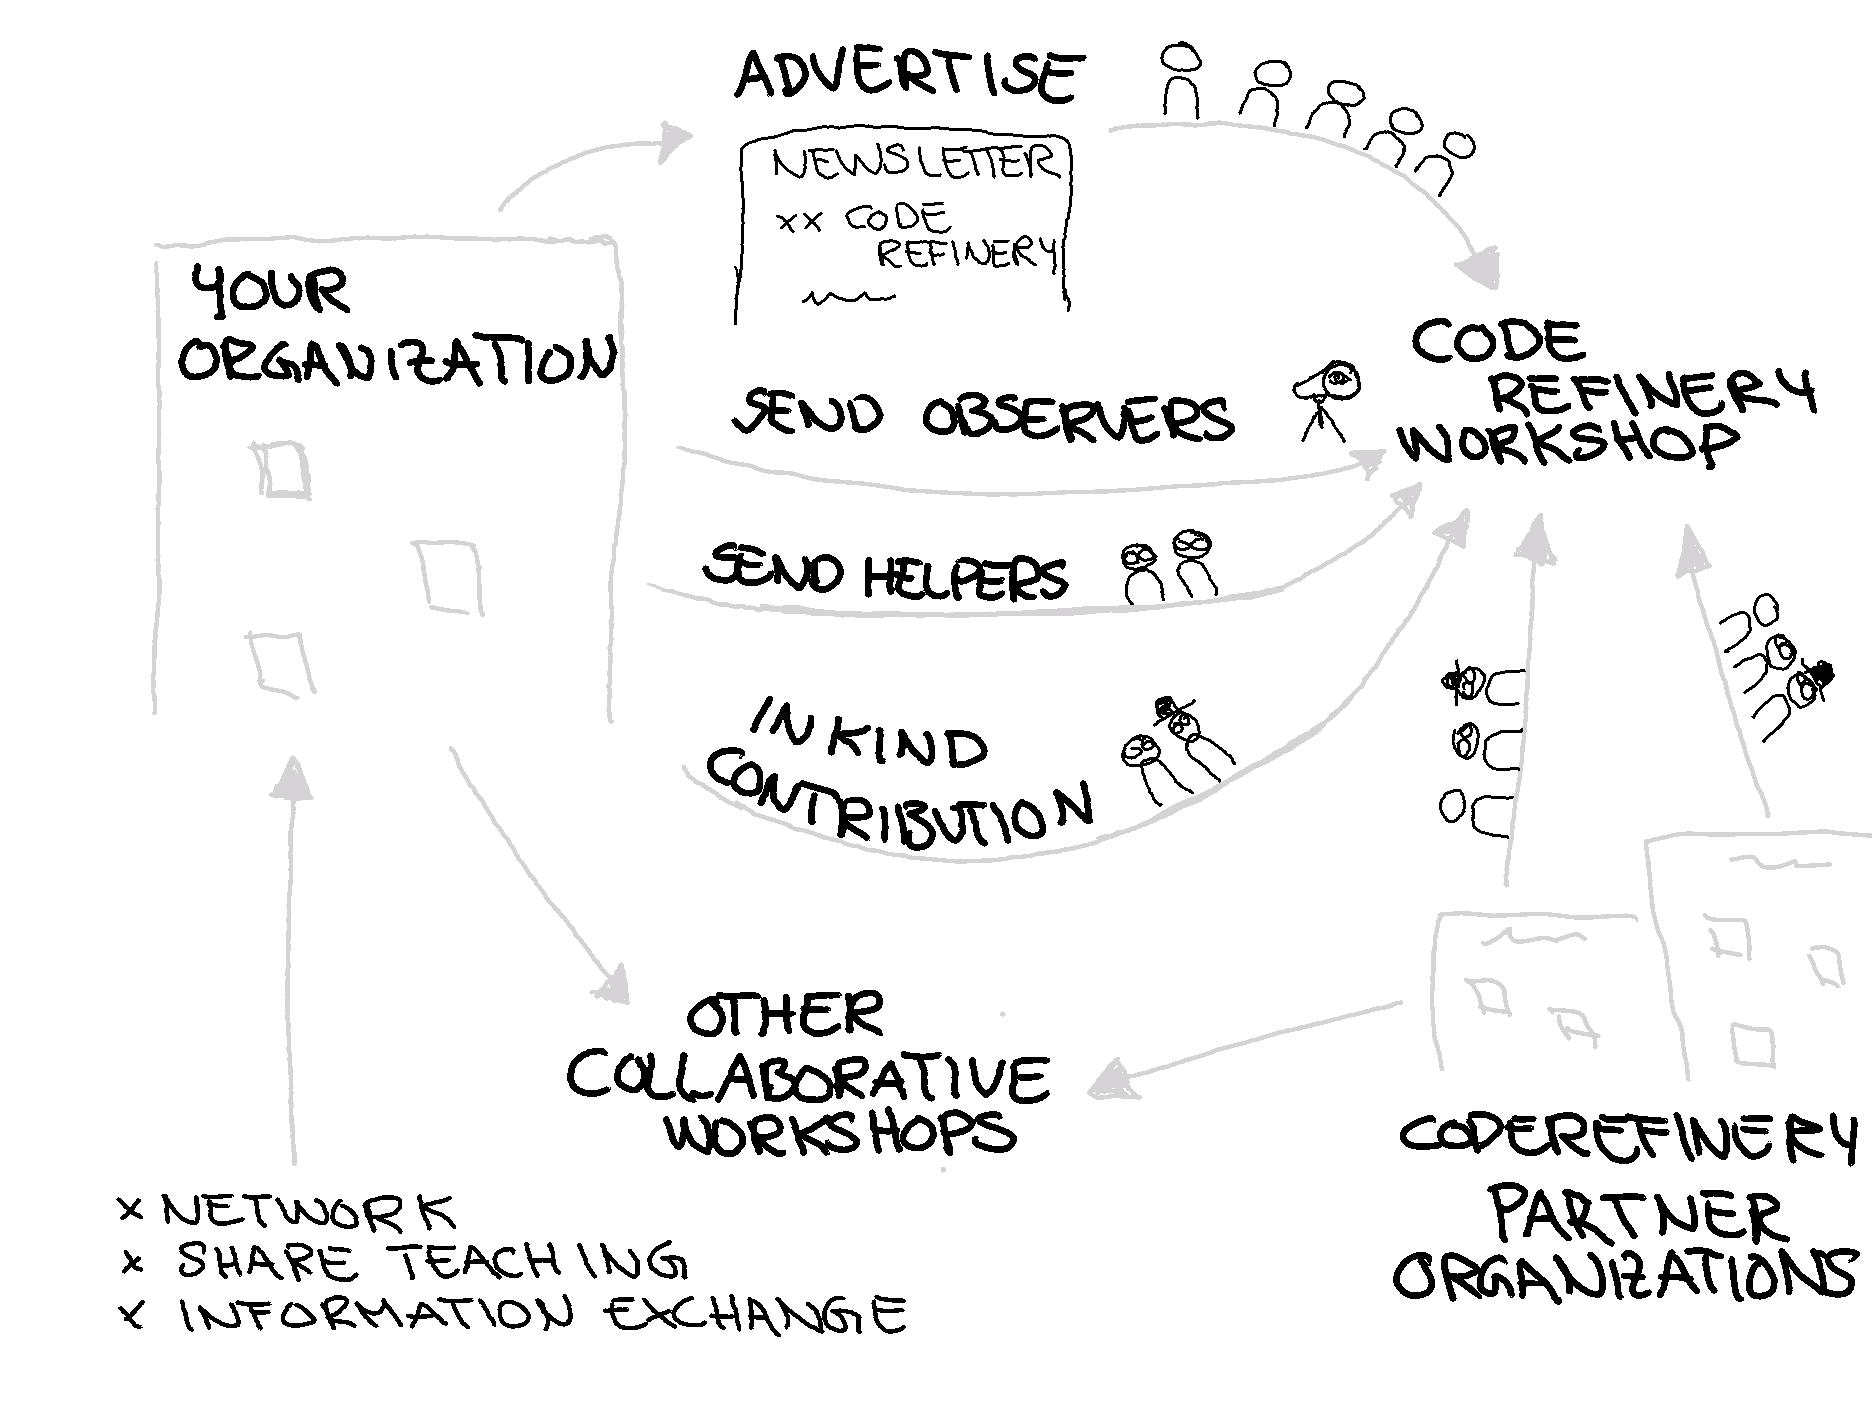 ADVERTISE
NEWSLETTER
xx CODE
REFINERY
YOUR
ORGANIZATION
CODE
REFINERY
WORKSHOP
SEND OBSERVERS
SEND HELPERS
IN KIND
CONTRIBUTION
OTHER
COLLABORATIVE
WORKSHOPS
CODEREFINERY
PARTNER
ORGANIZATIONS
x NETWORK
x SHARE TEACHING
x INFORMATION EXCHANGE